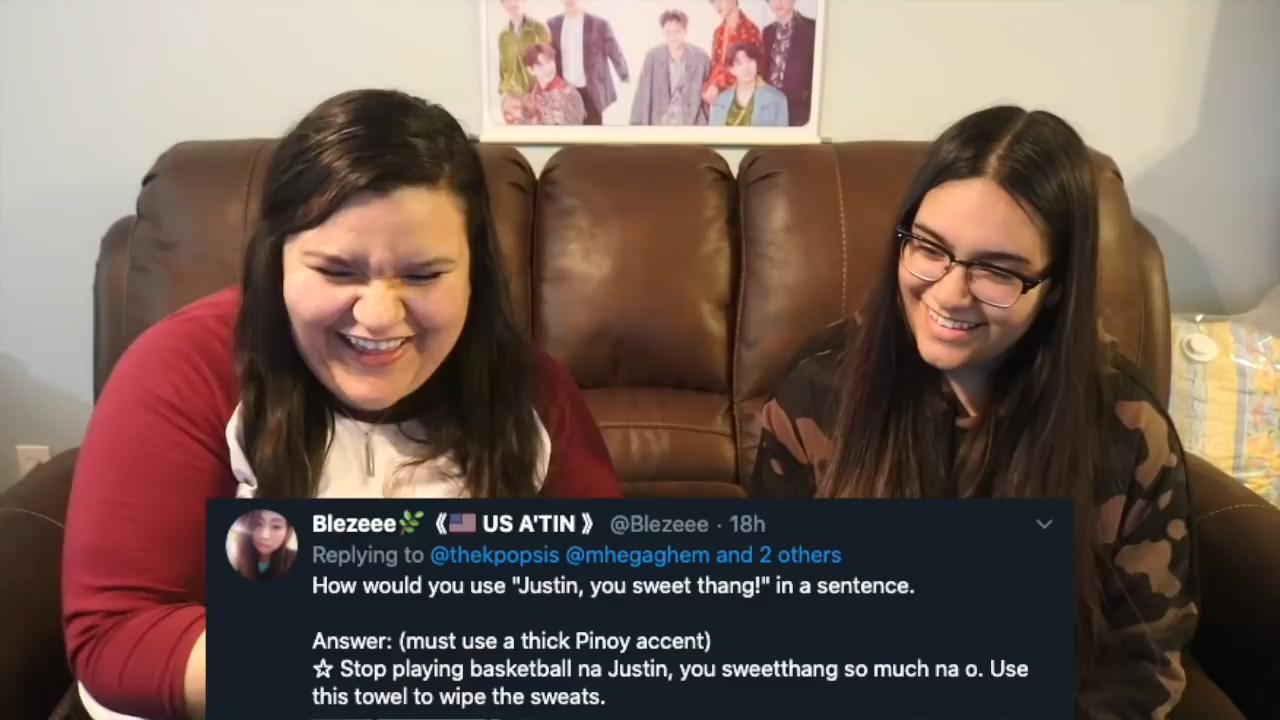 Blezeee🌿《🇺🇸 US A'TIN 》 @Blezeee · 18h
Replying to @thekpopsis @mhegaghem and 2 others
How would you use "Justin, you sweet thang!" in a sentence.
Answer: (must use a thick Pinoy accent)
☆ Stop playing basketball na Justin, you sweetthang so much na o. Use
this towel to wipe the sweats.